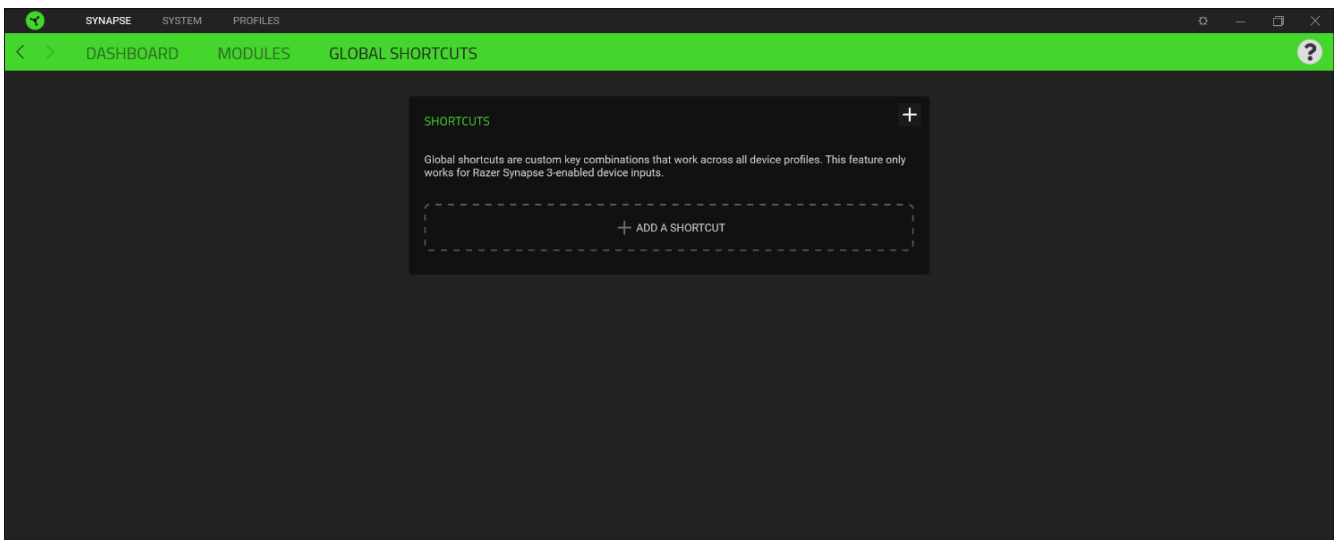 SYNAPSE SYSTEM PROFILES
DASHBOARD MODULES GLOBAL SHORTCUTS ?
SHORTCUTS
Global shortcuts are custom key combinations that work across all device profiles. This feature only
works for Razer Synapse 3-enabled device inputs.
ADD A SHORTCUT